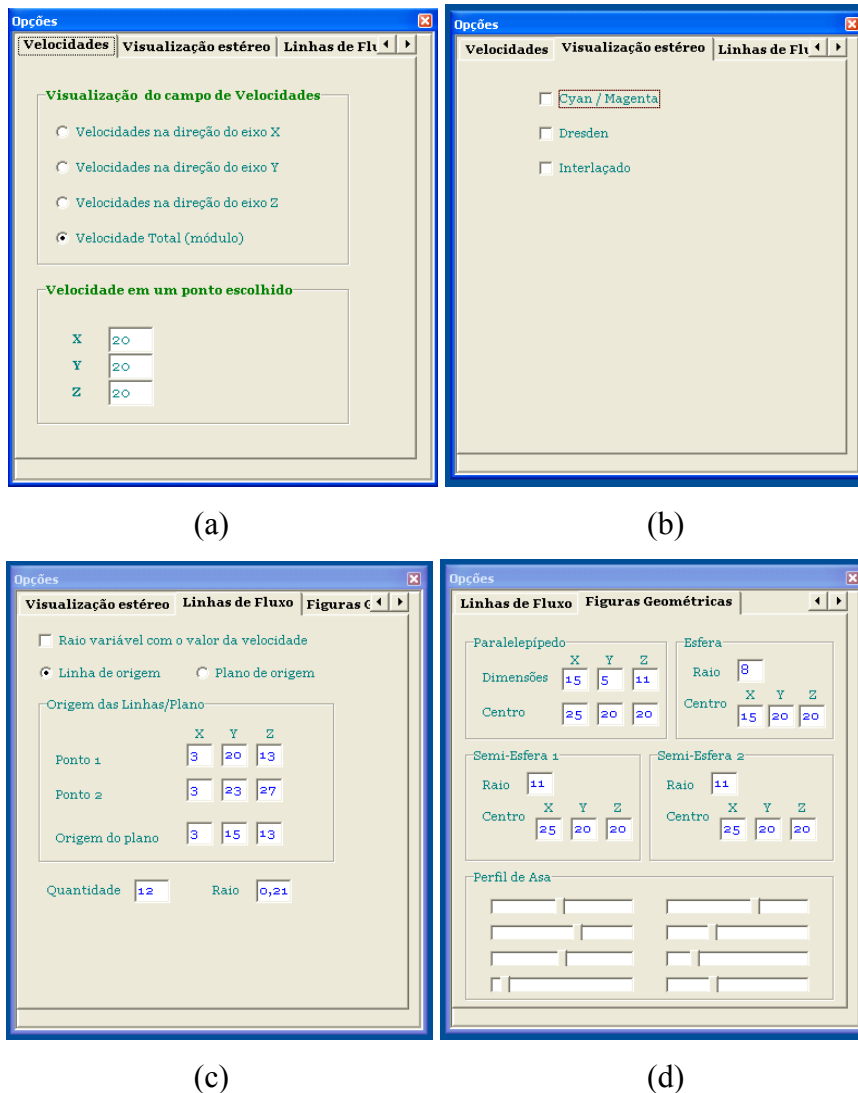 Opções
Velocidades Visualização estéreo Linhas de Flu
Visualização do campo de Velocidades
Velocidades na direção do eixo X
Velocidades na direção do eixo Y
Velocidades na direção do eixo Z
Velocidade Total (módulo)
Velocidade em um ponto escolhido
X 20
Y 20
Z 20
(a)
Opções
Velocidades Visualização estéreo Linhas de Flu
Cyan / Magenta
Dresden
Interlaçado
(b)
Opções
Visualização estéreo Linhas de Fluxo Figuras G
Raio variável com o valor da velocidade
Linha de origem Plano de origem
Origem das Linhas/Plano
X Y Z
Ponto 1 3 20 13
Ponto 2 3 23 27
Origem do plano 3 15 13
Quantidade 12 Raio 0,21
(c)
Opções
Linhas de Fluxo Figuras Geométricas
Paralelepípedo
X Y Z
Dimensões 15 5 11
Centro 25 20 20
Esfera
Raio 8
X Y Z
Centro 15 20 20
Semi-Esfera 1
Raio 11
X Y Z
Centro 25 20 20
Semi-Esfera 2
Raio 11
X Y Z
Centro 25 20 20
Perfil de Asa
(d)